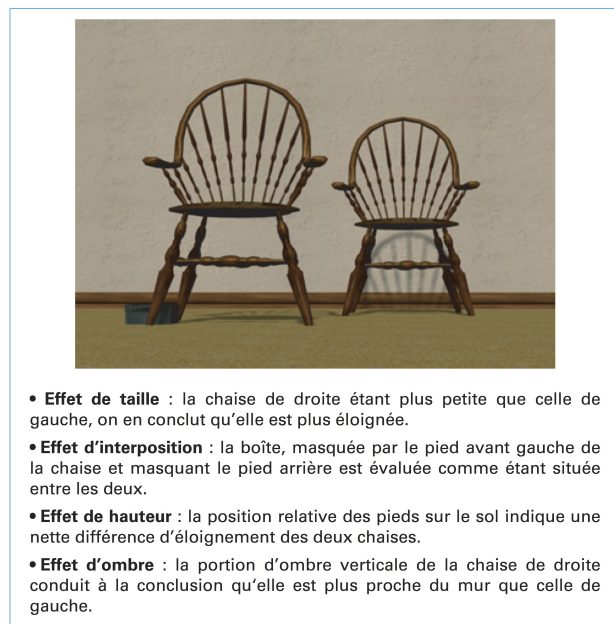 • Effet de taille : la chaise de droite étant plus petite que celle de
gauche, on en conclut qu’elle est plus éloignée.
• Effet d’interposition : la boîte, masquée par le pied avant gauche de
la chaise et masquant le pied arrière est évaluée comme étant située
entre les deux.
• Effet de hauteur : la position relative des pieds sur le sol indique une
nette différence d’éloignement des deux chaises.
• Effet d’ombre : la portion d’ombre verticale de la chaise de droite
conduit à la conclusion qu‘elle est plus proche du mur que celle de
gauche.